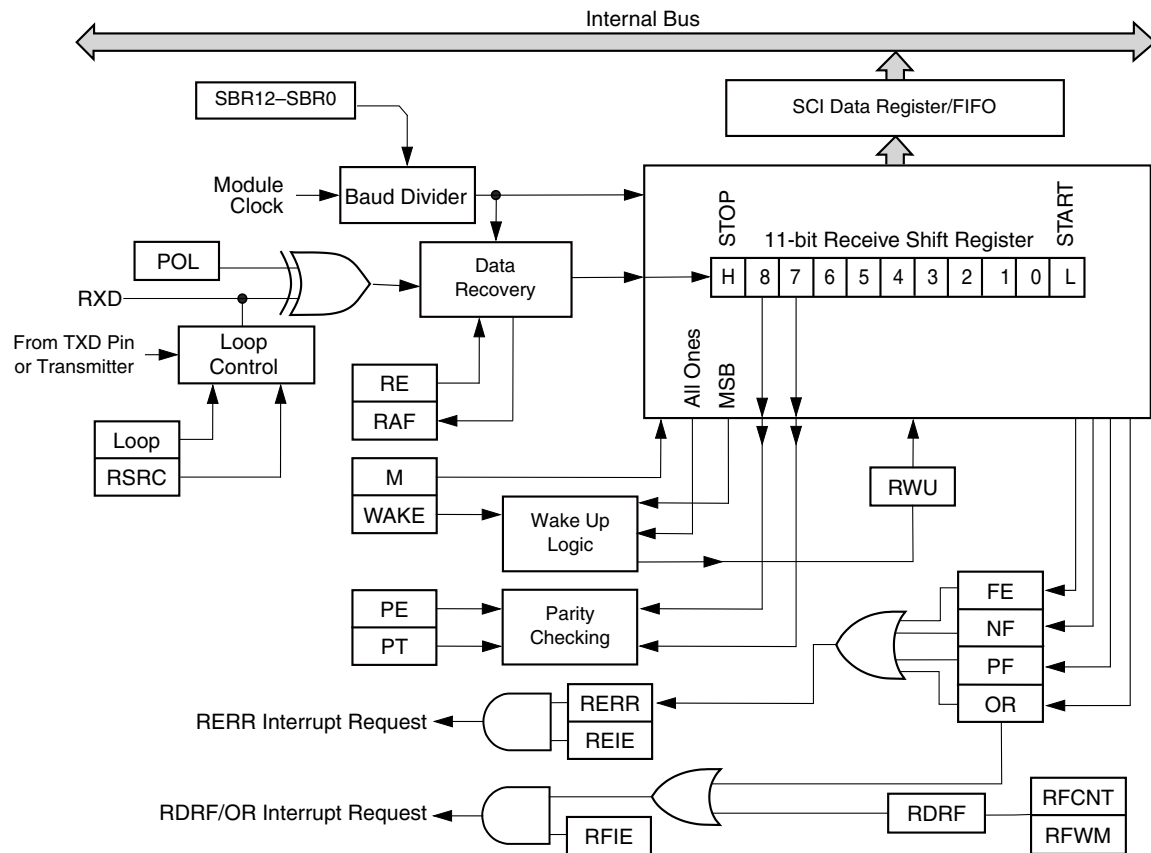 Internal Bus
SBR12–SBR0
SCI Data Register/FIFO
Module
Clock
Baud Divider
STOP
11-bit Receive Shift Register
START
H 8 7 6 5 4 3 2 1 0 L
POL
RXD
Data
Recovery
From TXD Pin
or Transmitter
Loop
Control
All Ones
MSB
RE
RAF
Loop
RSRC
M
WAKE
Wake Up
Logic
RWU
PE
PT
Parity
Checking
FE
NF
PF
OR
RERR Interrupt Request
RERR
REIE
RDRF/OR Interrupt Request
RFIE
RDRF
RFCNT
RFWM